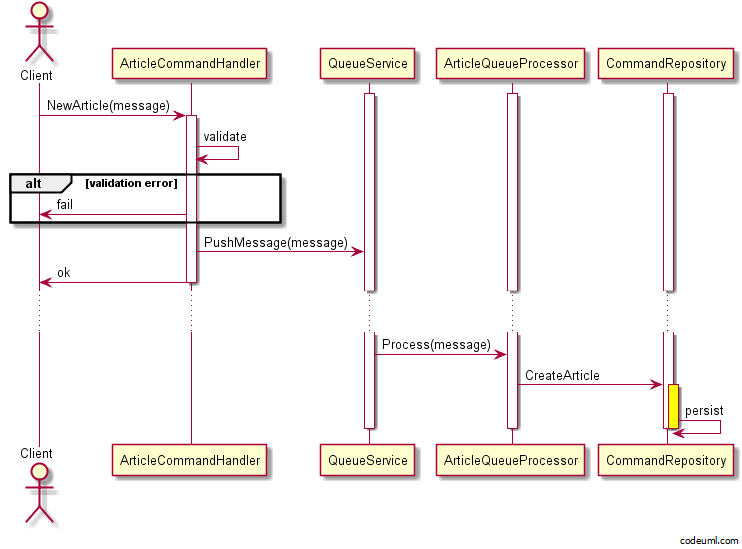 Client
ArticleCommandHandler
QueueService
ArticleQueueProcessor
CommandRepository
NewArticle(message)
validate
alt
[validation error]
fail
PushMessage(message)
ok
Process(message)
CreateArticle
persist
Client
ArticleCommandHandler
QueueService
ArticleQueueProcessor
CommandRepository
codeuml.com